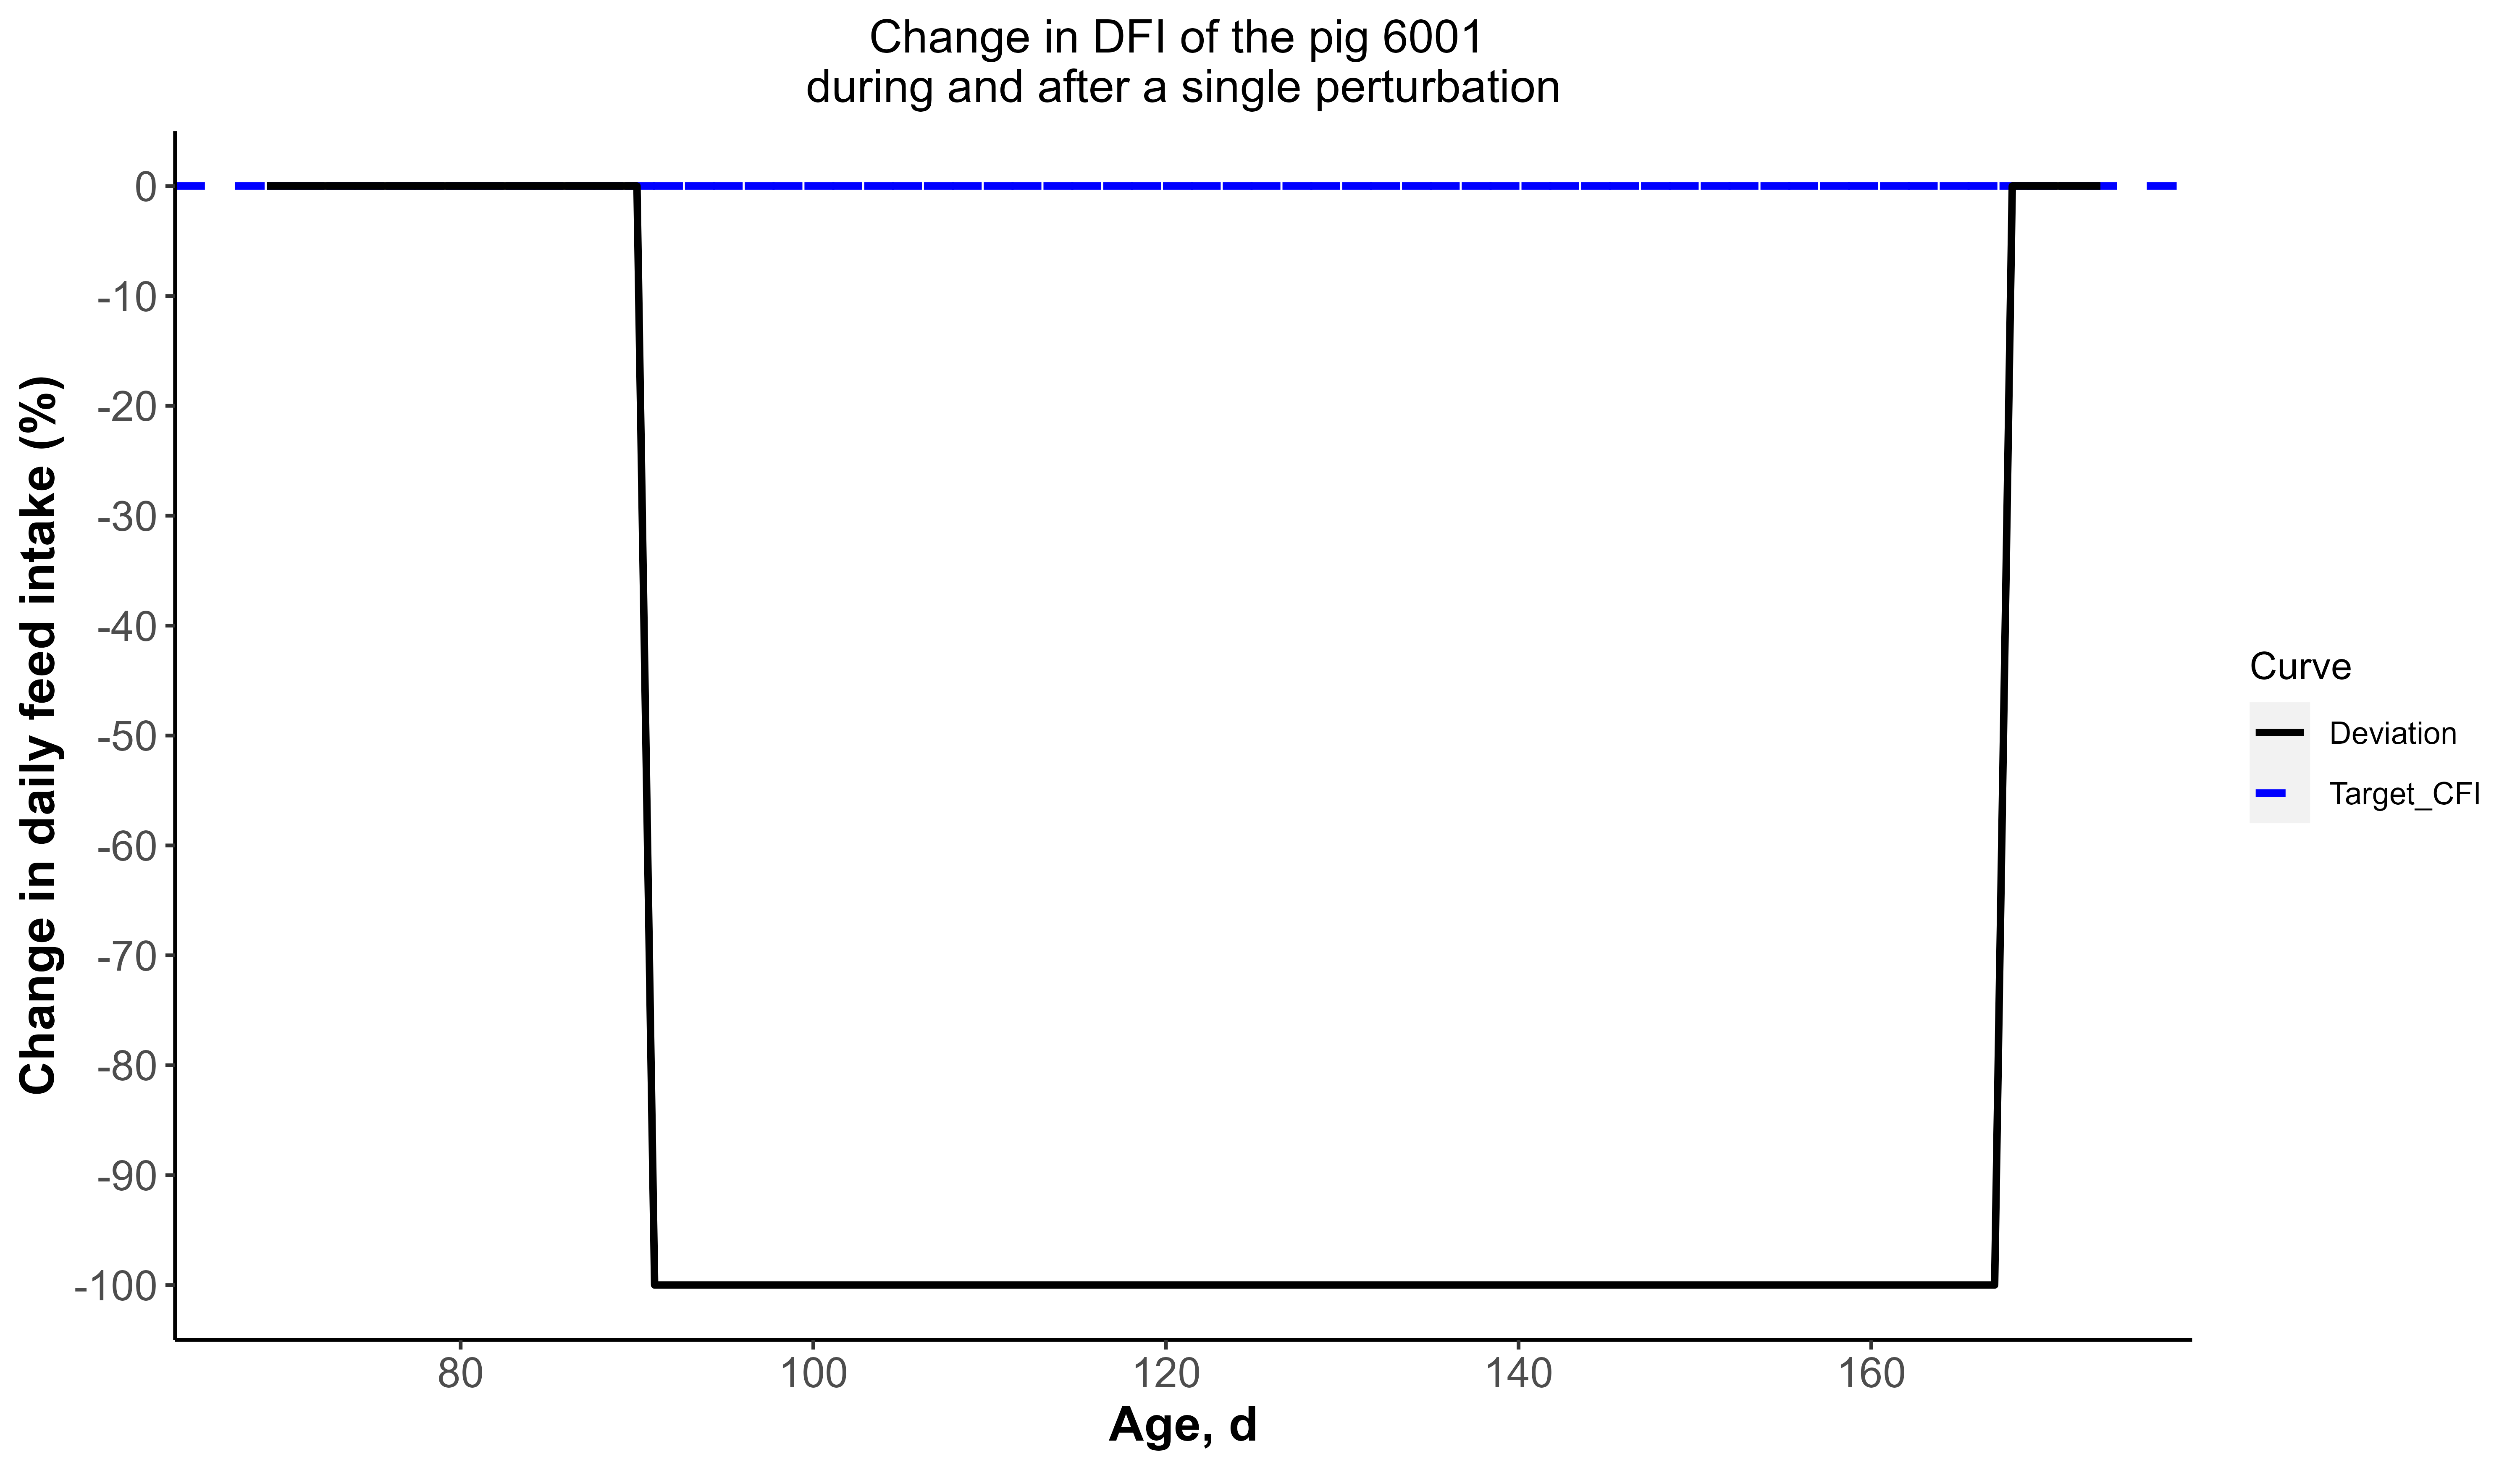 Change in DFI of the pig 6001
during and after a single perturbation
Change in daily feed intake (%)
0
-10
-20
-30
-40
-50
-60
-70
-80
-90
-100
80
100
120
140
160
Age, d
Curve
Deviation
Target_CFI